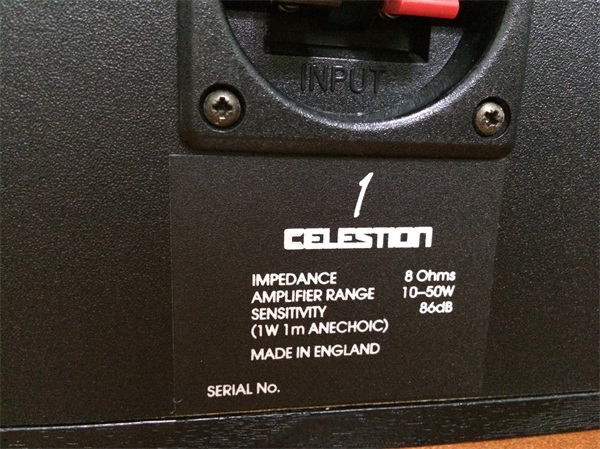 INPUT
1
CELESTION
IMPEDANCE 8 Ohms
AMPLIFIER RANGE 10–50W
SENSITIVITY 86dB
(1W 1m ANECHOIC)
MADE IN ENGLAND
SERIAL No.